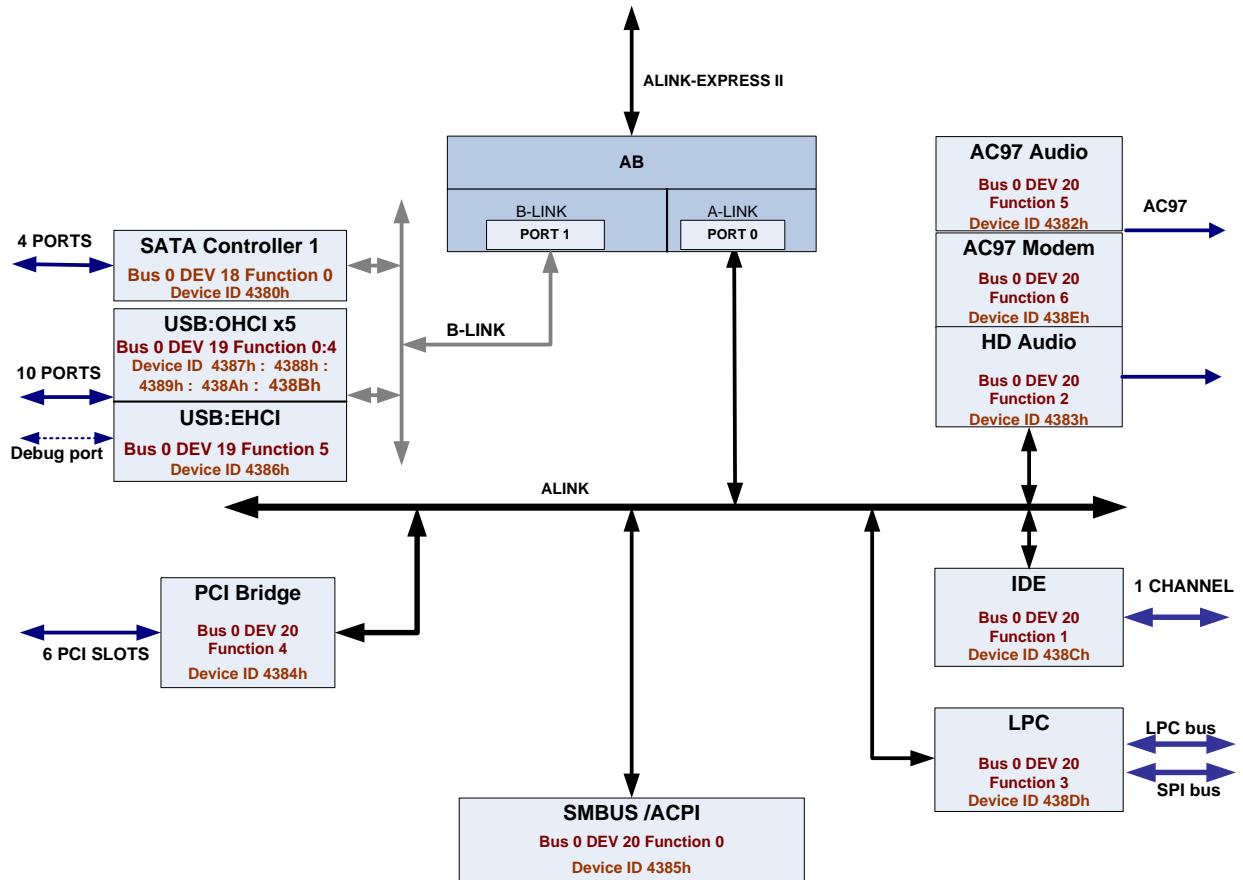 ALINK-EXPRESS II
AB
B-LINK
PORT 1
A-LINK
PORT 0
4 PORTS
SATA Controller 1
Bus 0 DEV 18 Function 0
Device ID 4380h
USB:OHCI x5
Bus 0 DEV 19 Function 0:4
Device ID 4387h : 4388h :
4389h : 438Ah : 438Bh
10 PORTS
USB:EHCI
Bus 0 DEV 19 Function 5
Device ID 4386h
Debug port
B-LINK
AC97 Audio
Bus 0 DEV 20
Function 5
Device ID 4382h
AC97
AC97 Modem
Bus 0 DEV 20
Function 6
Device ID 438Eh
HD Audio
Bus 0 DEV 20
Function 2
Device ID 4383h
ALINK
PCI Bridge
Bus 0 DEV 20
Function 4
Device ID 4384h
6 PCI SLOTS
IDE
Bus 0 DEV 20
Function 1
Device ID 438Ch
1 CHANNEL
LPC
Bus 0 DEV 20
Function 3
Device ID 438Dh
LPC bus
SPI bus
SMBUS /ACPI
Bus 0 DEV 20 Function 0
Device ID 4385h